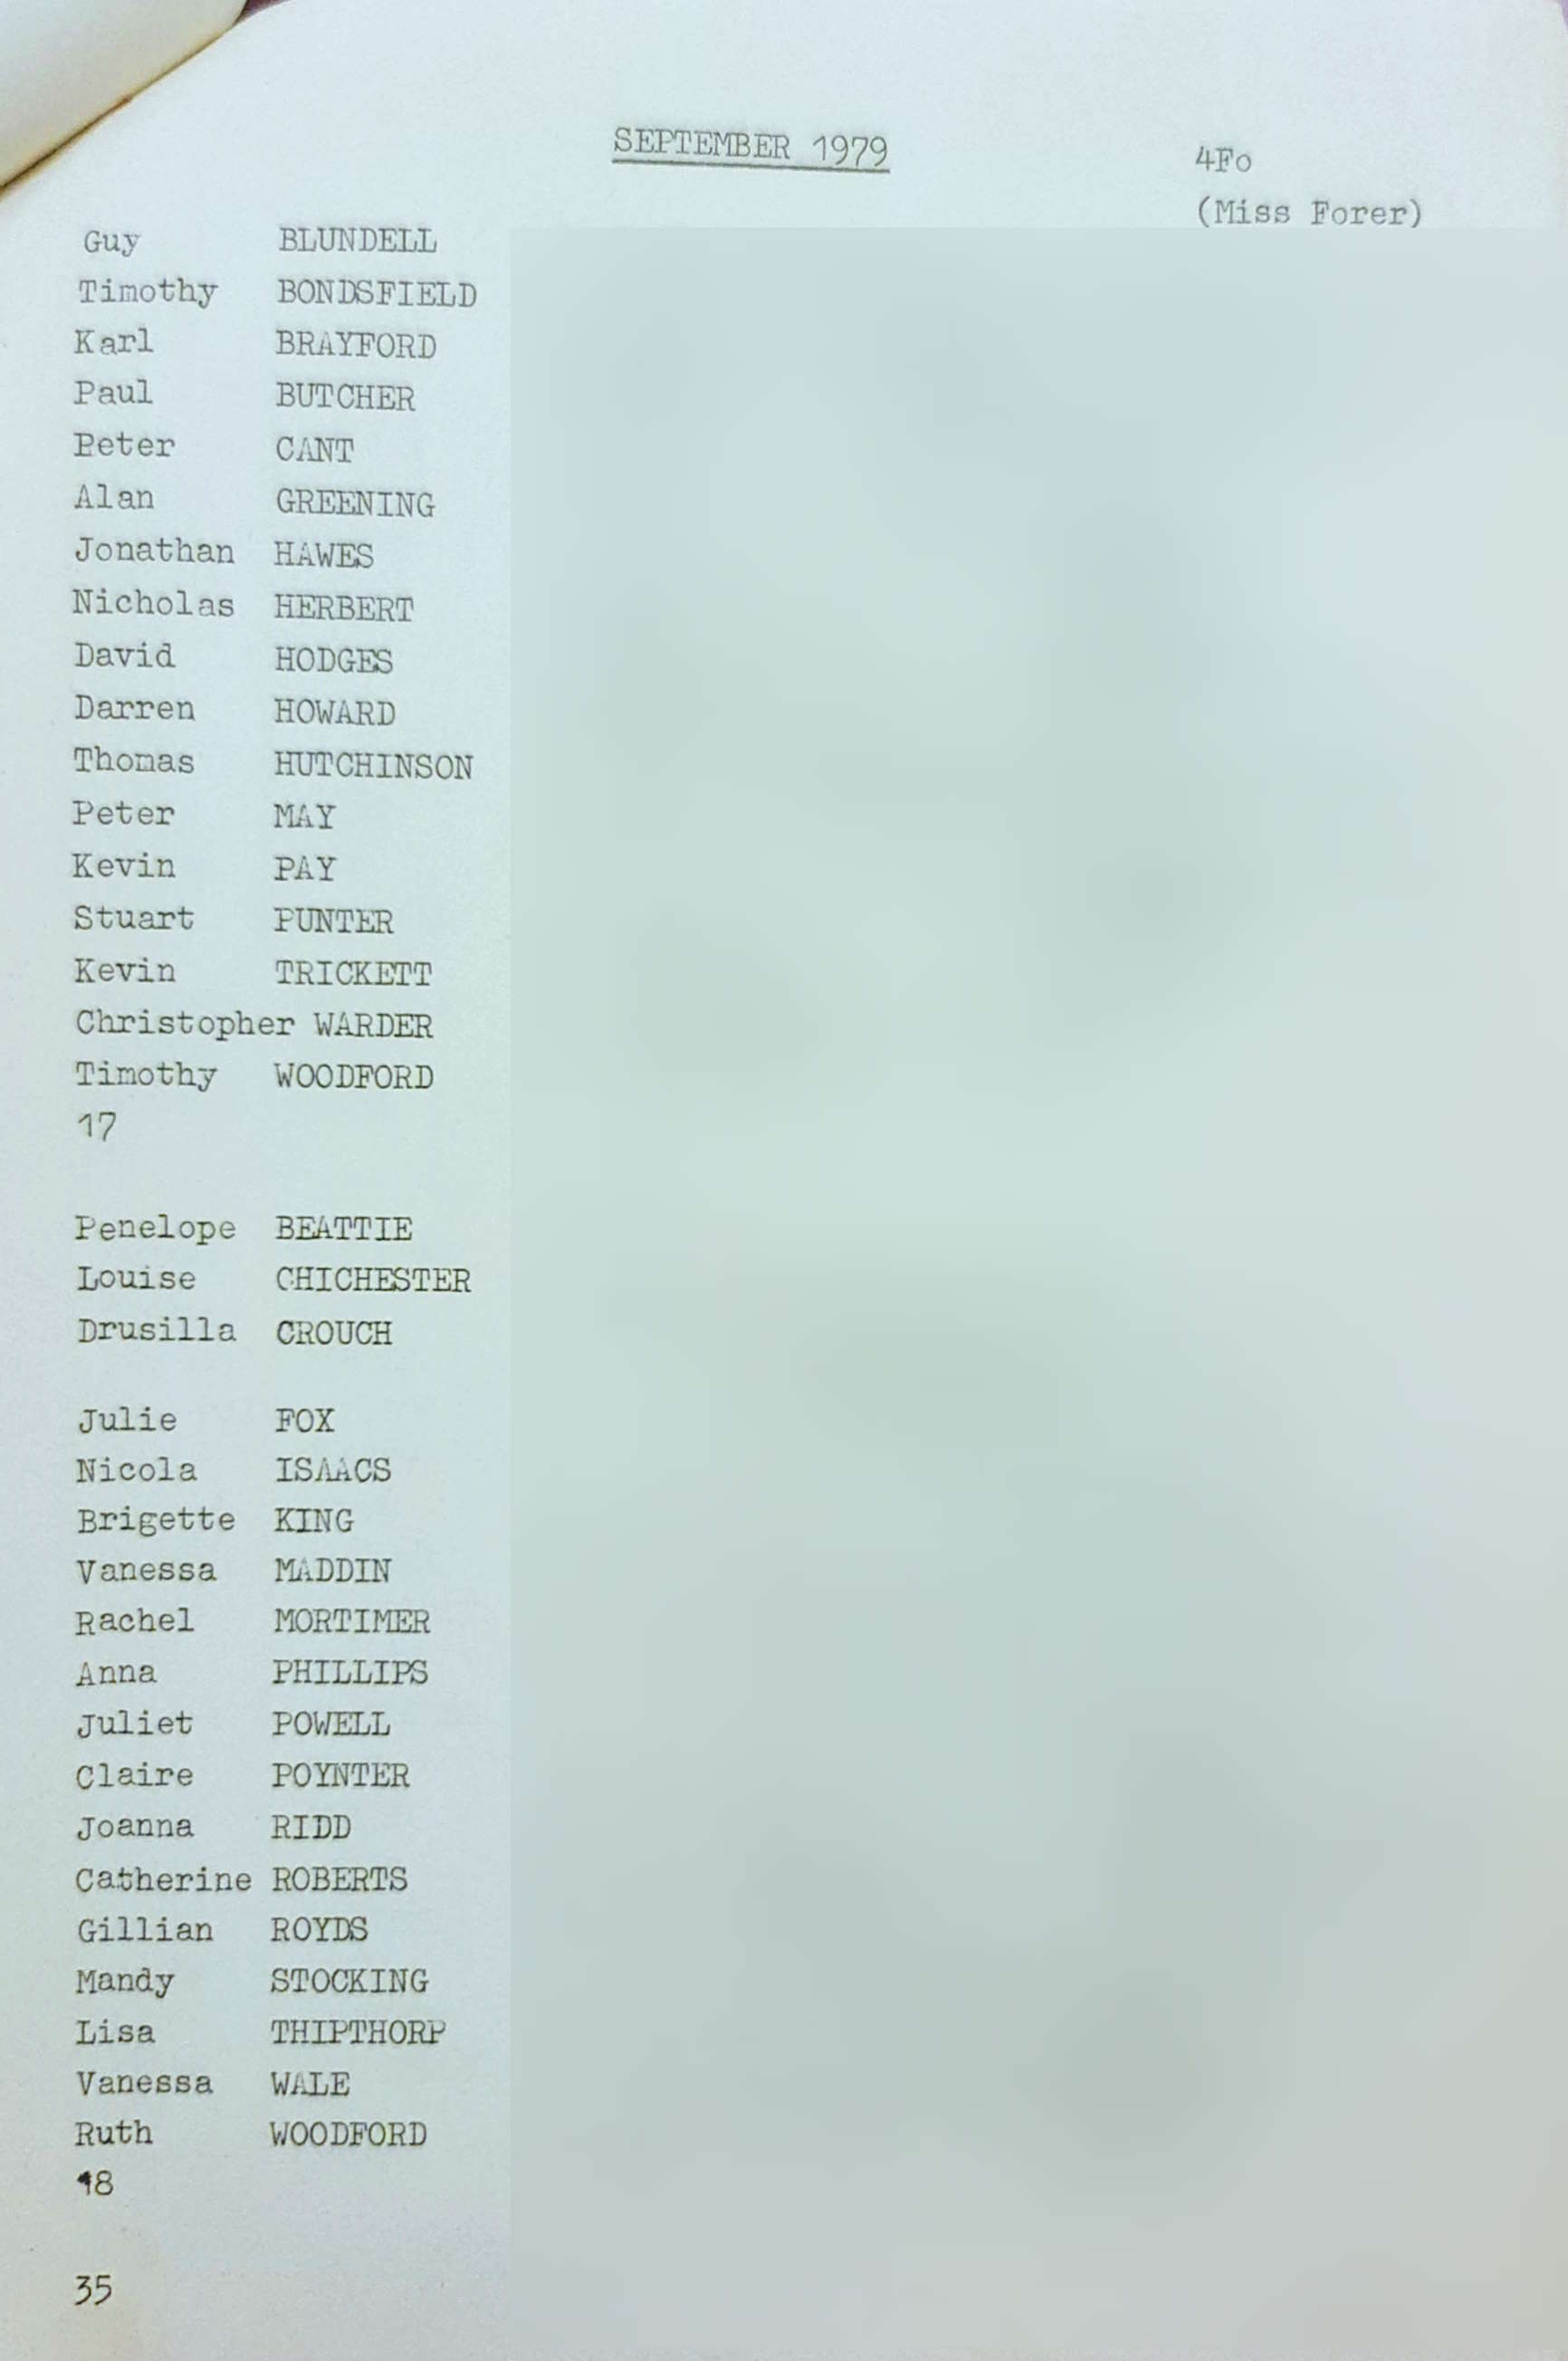 SEPTEMBER 1979
4Fo
(Miss Forer)
Guy BLUNDELL
Timothy BONDSFIELD
Karl BRAYFORD
Paul BUTCHER
Peter CANT
Alan GREENING
Jonathan HAWES
Nicholas HERBERT
David HODGES
Darren HOWARD
Thomas HUTCHINSON
Peter MAY
Kevin PAY
Stuart PUNTER
Kevin TRICKETT
Christopher WARDER
Timothy WOODFORD
17
Penelope BEATTIE
Louise CHICHESTER
Drusilla CROUCH
Julie FOX
Nicola ISAACS
Brigette KING
Vanessa MADDIN
Rachel MORTIMER
Anna PHILLIPS
Juliet POWELL
Claire POYNTER
Joanna RIDD
Catherine ROBERTS
Gillian ROYDS
Mandy STOCKING
Lisa THIPTHORP
Vanessa WALE
Ruth WOODFORD
18
35